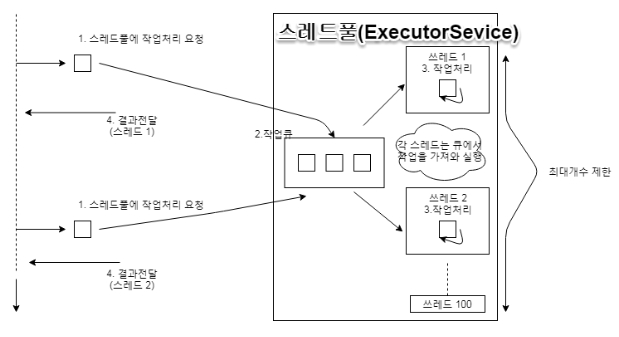 스레트풀(ExecutorSevice)
1. 스레드풀에 작업처리 요청
4. 결과전달
(스레드 1)
2.작업큐
쓰레드 1
3. 작업처리
각 스레드는 큐에서
작업을 가져와 실행
최대개수 제한
1. 스레드풀에 작업처리 요청
쓰레드 2
3.작업처리
4. 결과전달
(스레드 2)
쓰레드 100